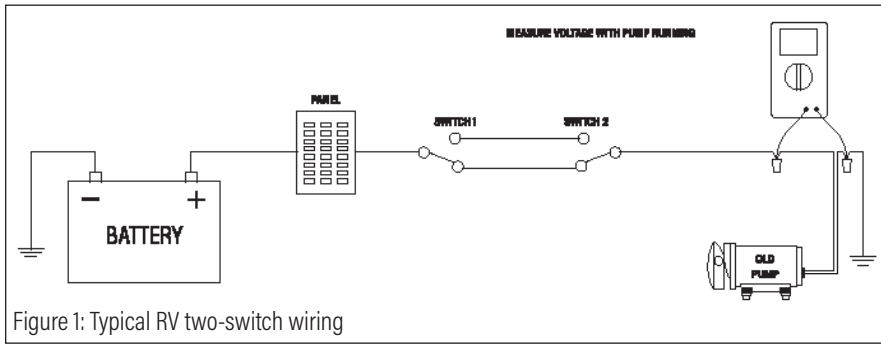 MEASURE VOLTAGE WITH PUMP RUNNING
PANEL
SWITCH 1
SWITCH 2
− +
BATTERY
OLD
PUMP
Figure 1: Typical RV two-switch wiring